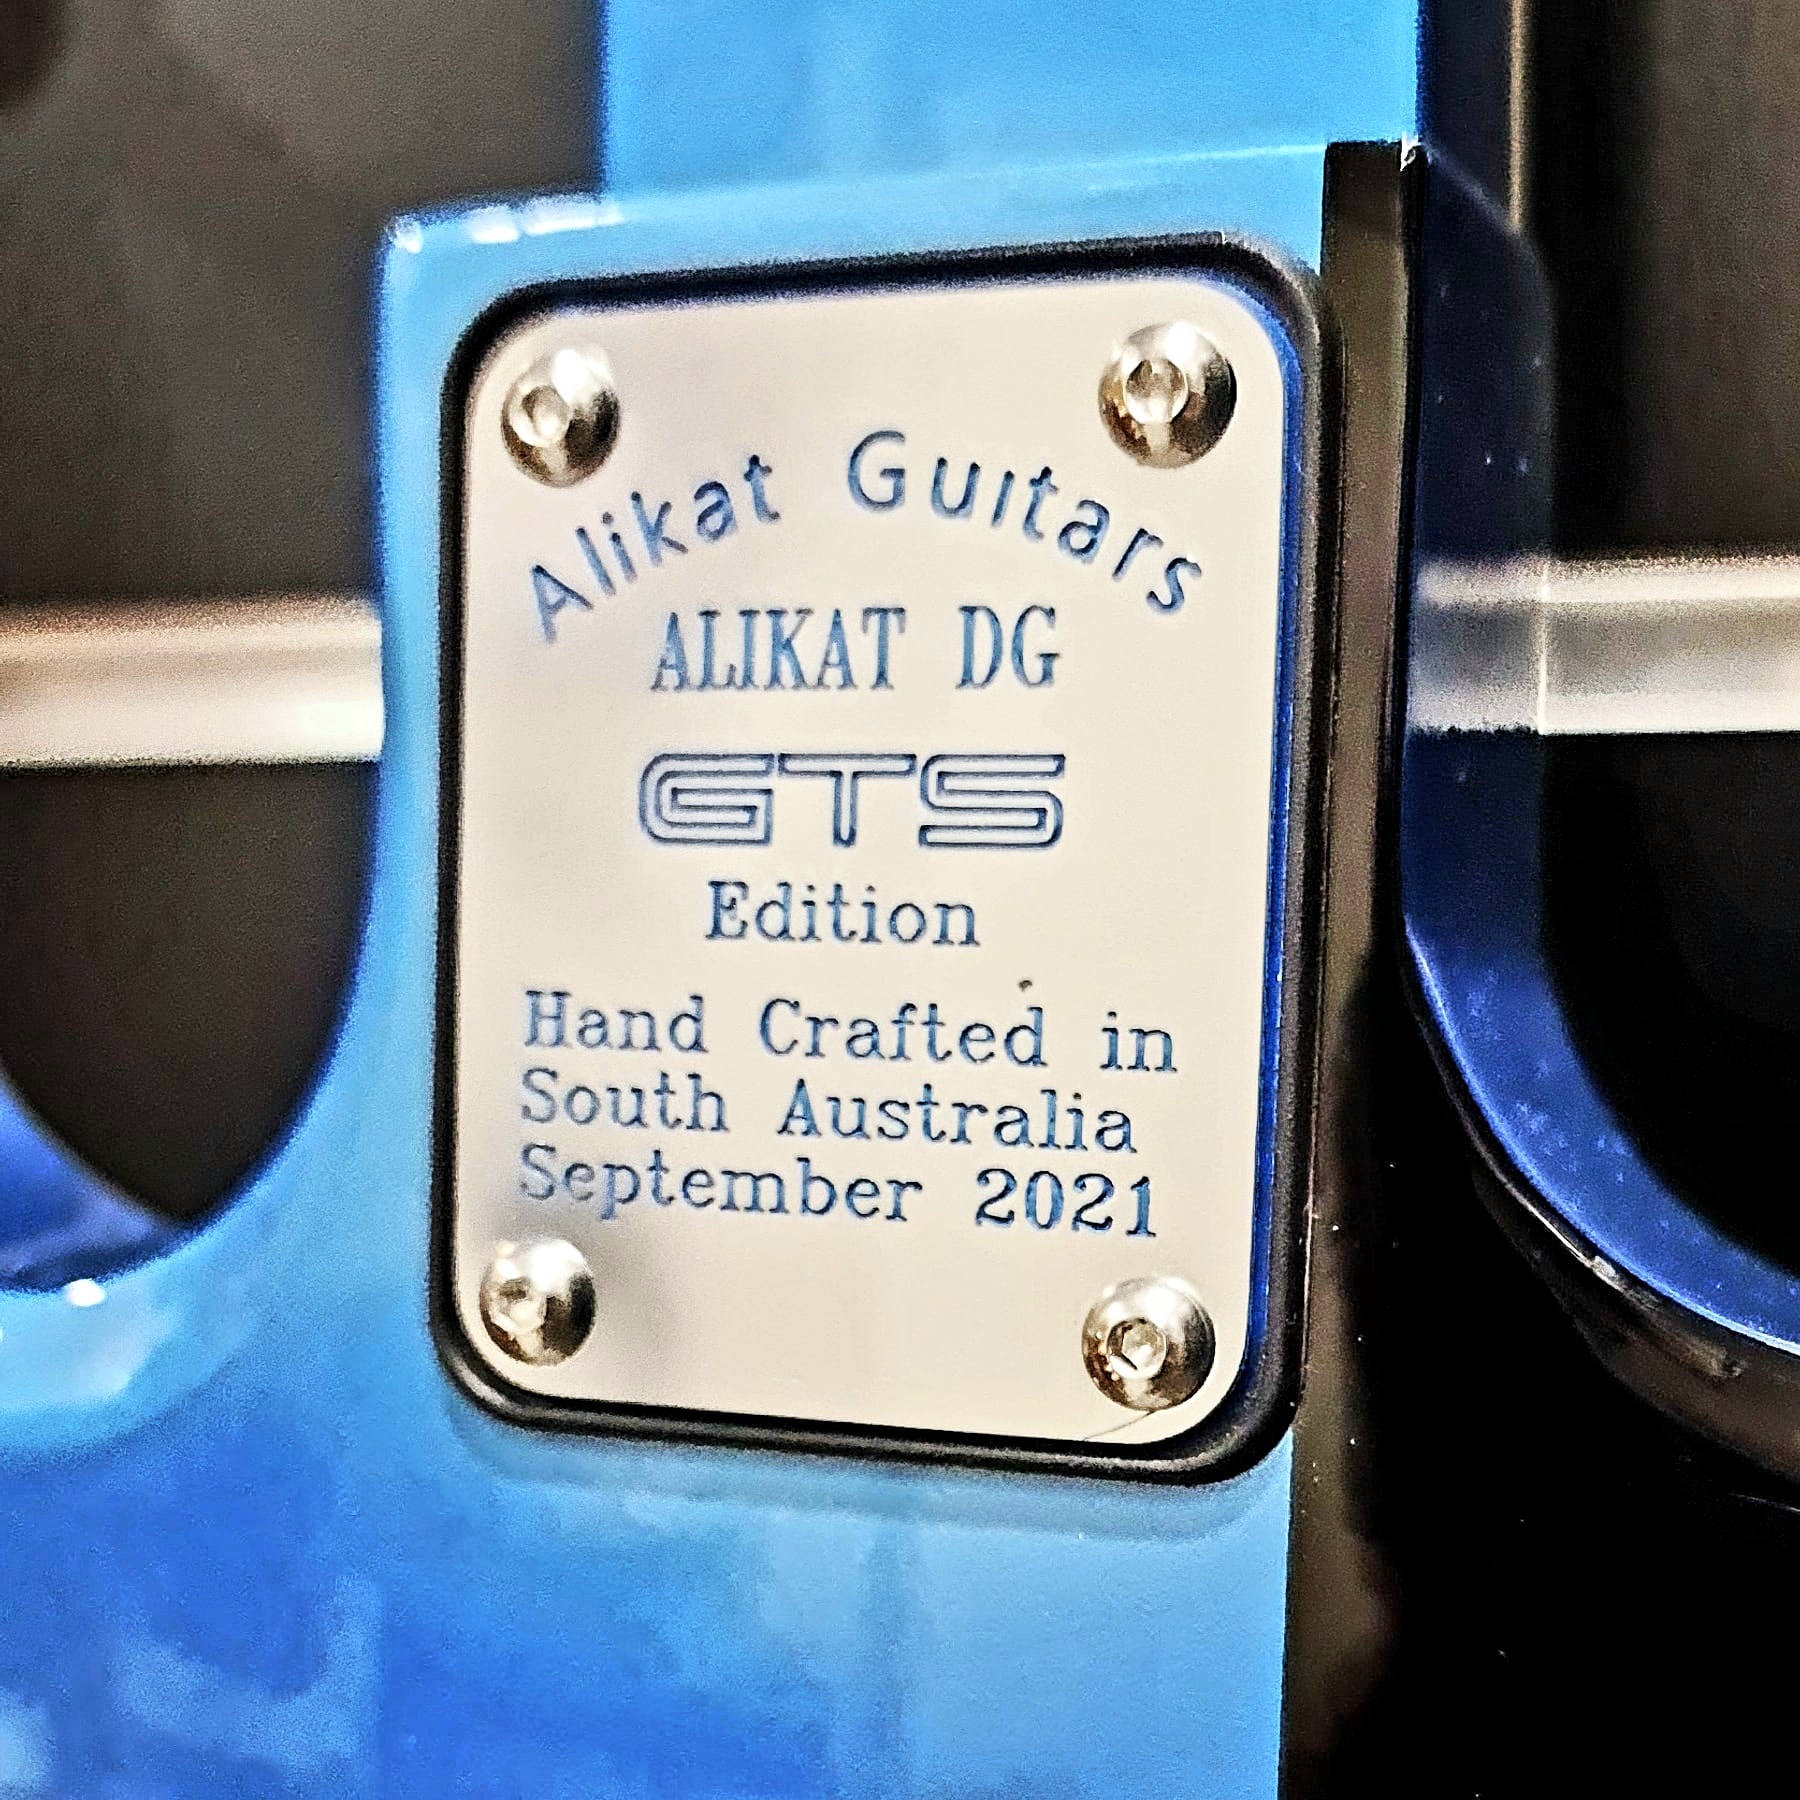 Alikat Guitars
ALIKAT DG
GTS
Edition
Hand Crafted in
South Australia
September 2021